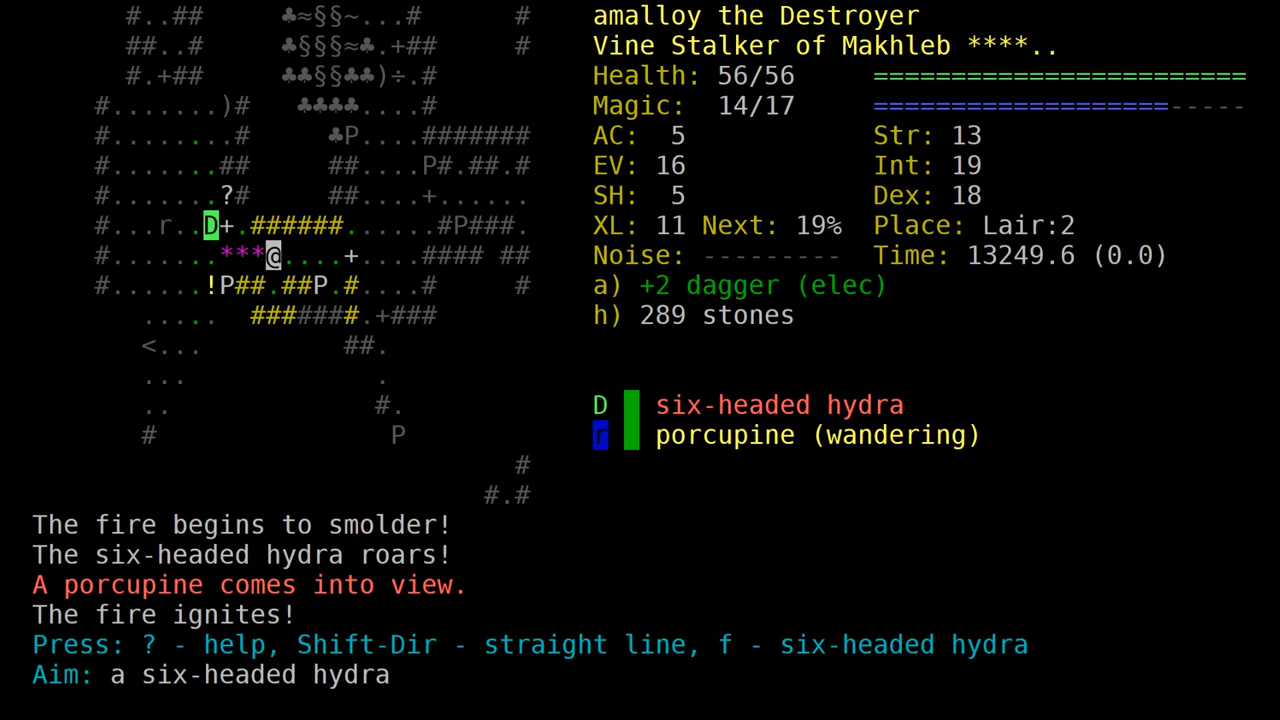 #..##     ♣≈§§~...#      #    amalloy the Destroyer
##..#     ♣§§§≈♣.+##     #    Vine Stalker of Makhleb ****..
#.+##     ♣♣§§♣♣)÷.#          Health: 56/56    ========================
#.......)#   ♣♣♣♣....#          Magic:  14/17    ===================-----
#........#     ♣P....#######    AC:  5           Str: 13
#.......##     ##....P#.##.#    EV: 16           Int: 19
#.......?#     ##....+......    SH:  5           Dex: 18
#...r..D+.######......#P###.    XL: 11 Next: 19% Place: Lair:2
#.......***@....+....#### ##    Noise: --------- Time: 13249.6 (0.0)
#......!P##.##P.#....#     #    a) +2 dagger (elec)
.....  #######.+###       h) 289 stones
<...         ##.
...            .
..            #.               D   six-headed hydra
#               P              r   porcupine (wandering)
#
#.#
The fire begins to smolder!
The six-headed hydra roars!
A porcupine comes into view.
The fire ignites!
Press: ? - help, Shift-Dir - straight line, f - six-headed hydra
Aim: a six-headed hydra